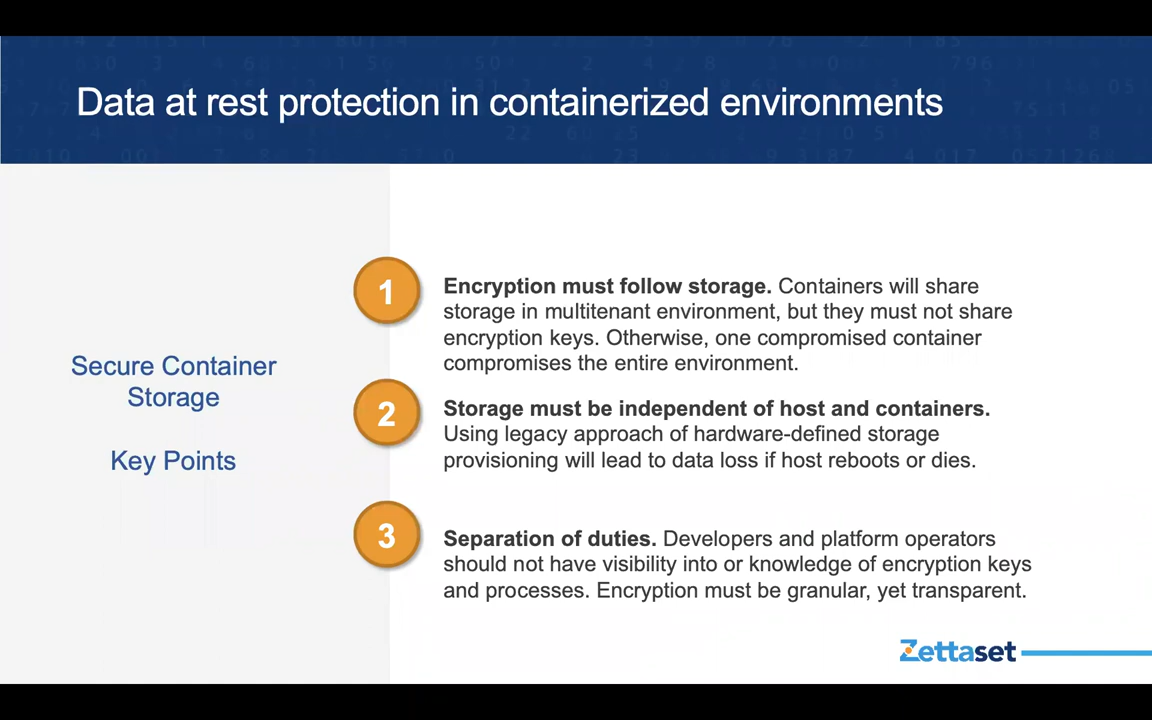 Data at rest protection in containerized environments
Secure Container
Storage
Key Points
1
Encryption must follow storage. Containers will share
storage in multitenant environment, but they must not share
encryption keys. Otherwise, one compromised container
compromises the entire environment.
2
Storage must be independent of host and containers.
Using legacy approach of hardware-defined storage
provisioning will lead to data loss if host reboots or dies.
3
Separation of duties. Developers and platform operators
should not have visibility into or knowledge of encryption keys
and processes. Encryption must be granular, yet transparent.
Zettaset